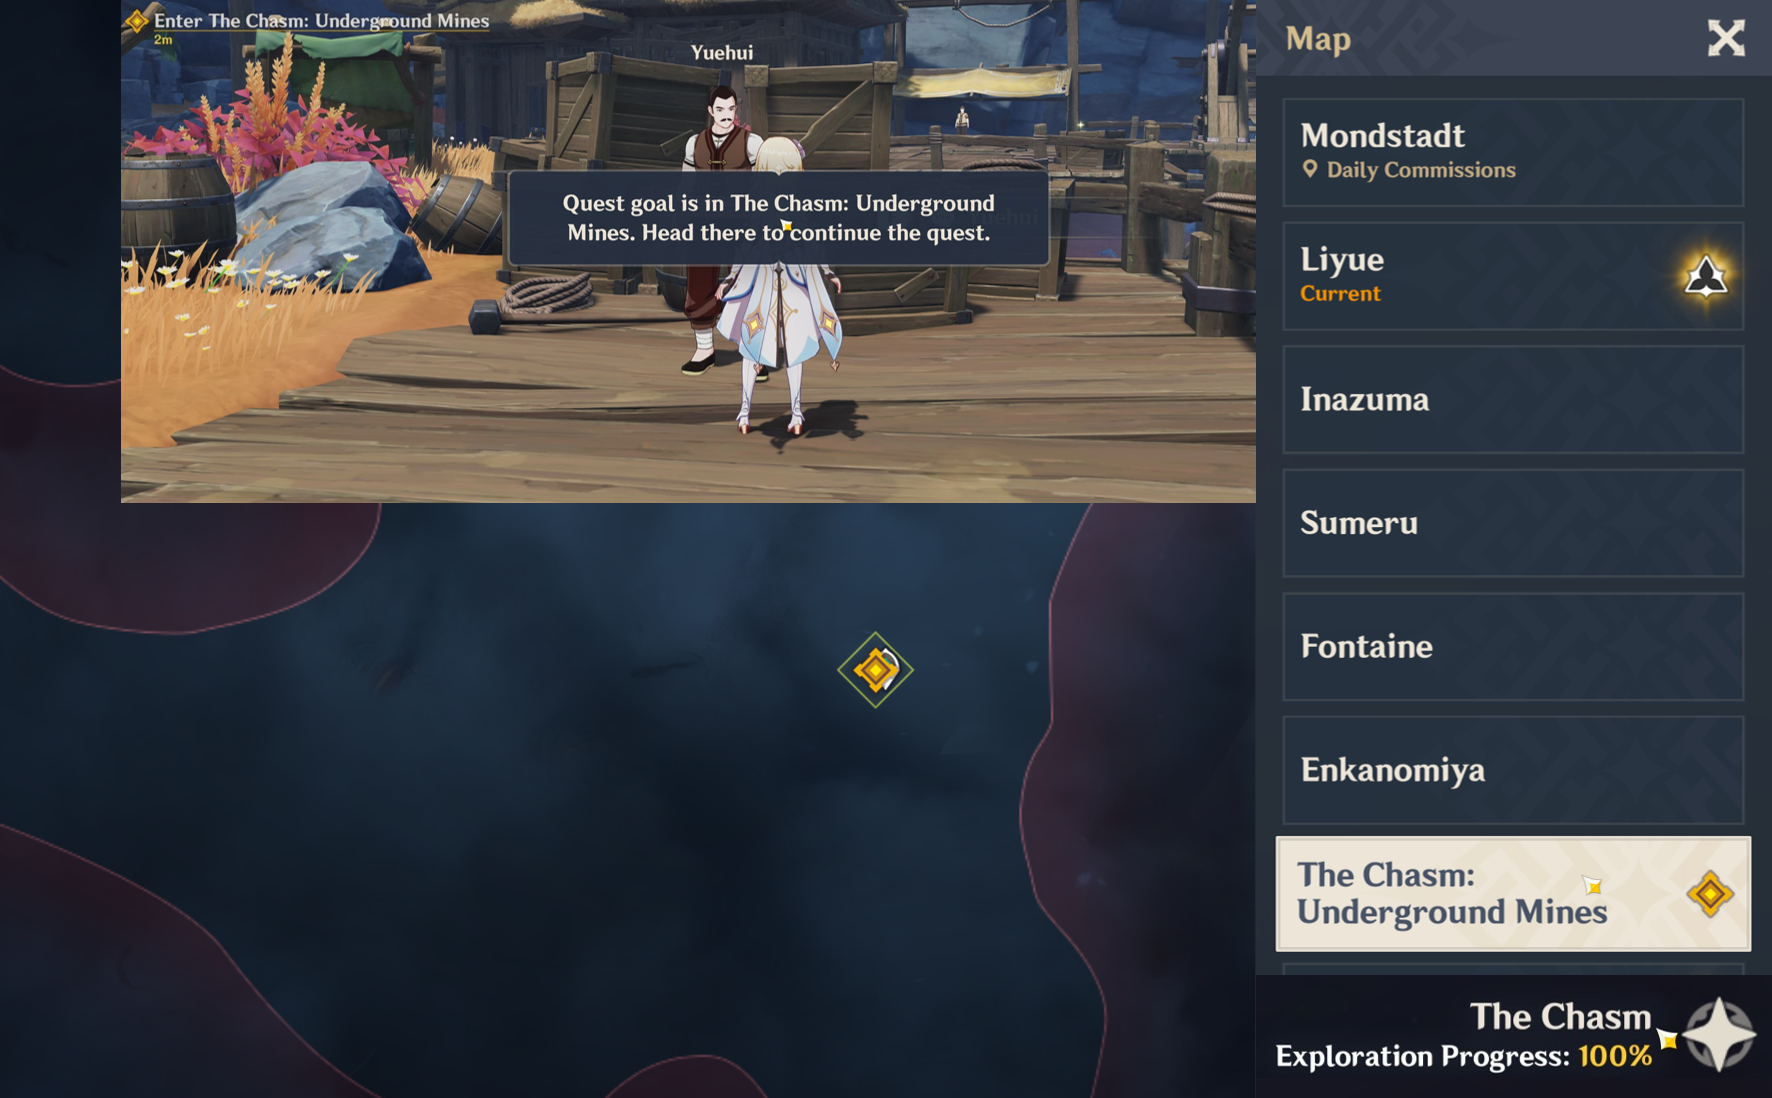 Enter The Chasm: Underground Mines
2m
Yuehui
Quest goal is in The Chasm: Underground
Mines. Head there to continue the quest.
Yuehui
Map
Mondstadt
Daily Commissions
Liyue
Current
Inazuma
Sumeru
Fontaine
Enkanomiya
The Chasm:
Underground Mines
The Chasm
Exploration Progress: 100%